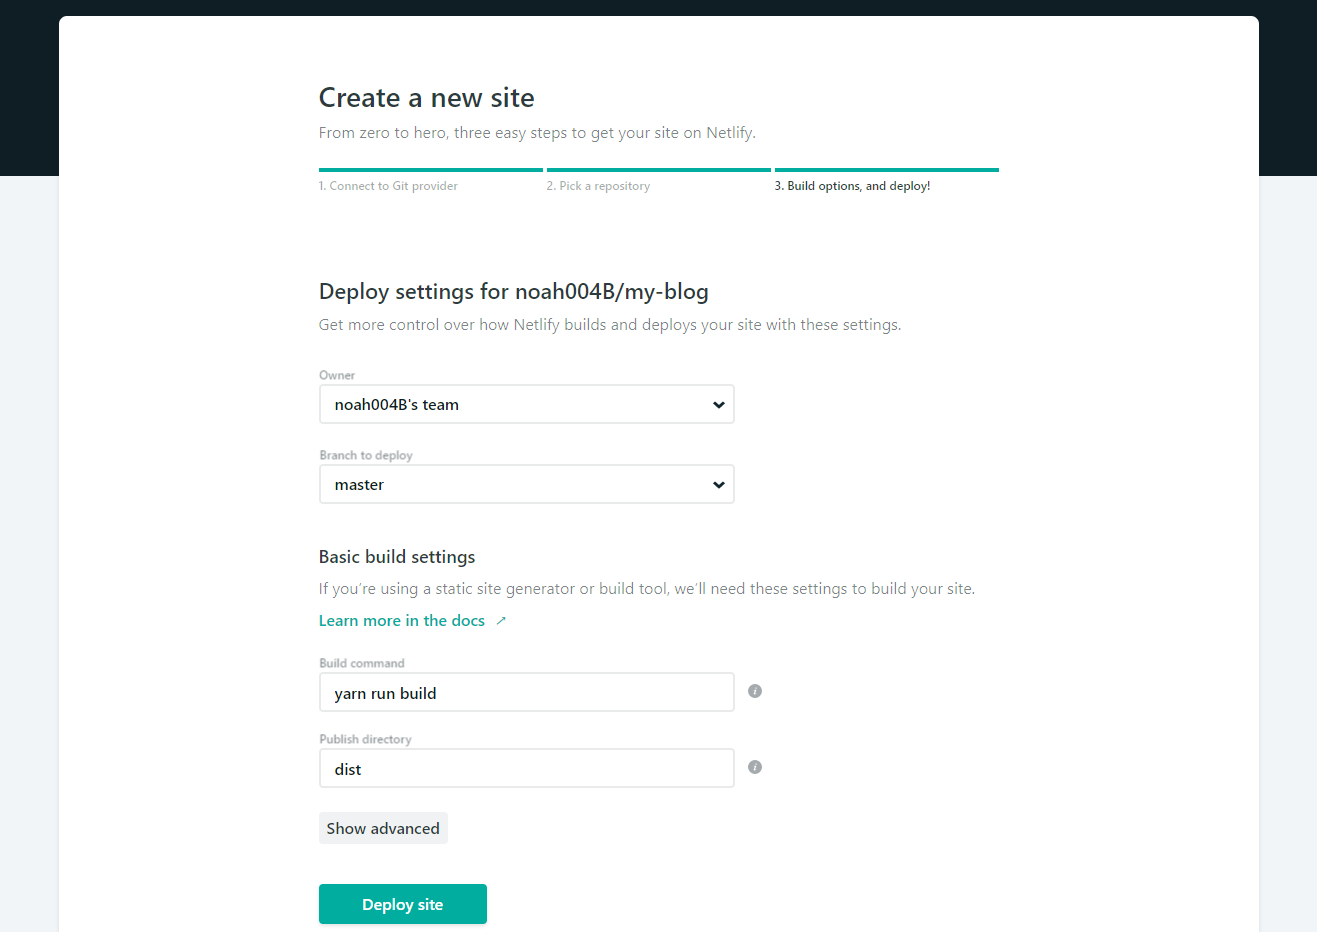 Create a new site
From zero to hero, three easy steps to get your site on Netlify.
1. Connect to Git provider
2. Pick a repository
3. Build options, and deploy!
Deploy settings for noah004B/my-blog
Get more control over how Netlify builds and deploys your site with these settings.
Owner
noah004B's team
Branch to deploy
master
Basic build settings
If you’re using a static site generator or build tool, we’ll need these settings to build your site.
Learn more in the docs
Build command
yarn run build
Publish directory
dist
Show advanced
Deploy site